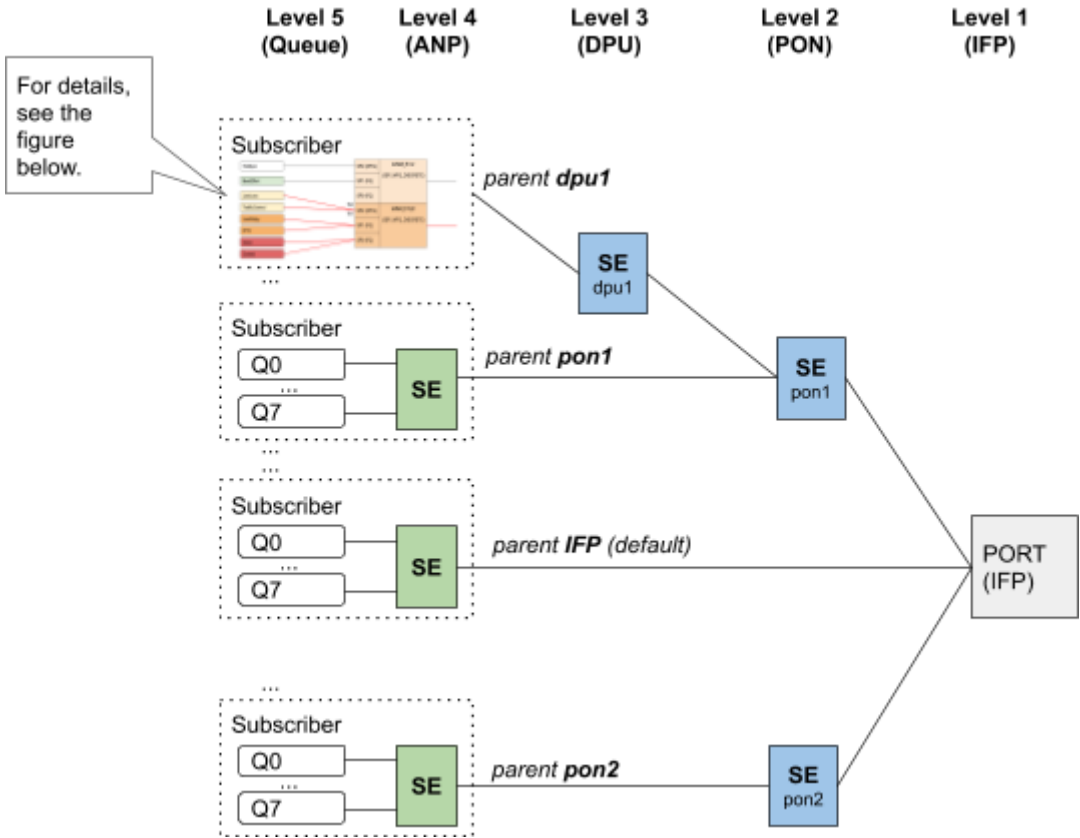 Level 5 Level 4 Level 3 Level 2 Level 1
(Queue) (ANP) (DPU) (PON) (IFP)
For details,
see the
figure
below.
Subscriber
parent dpu1
SE
dpu1
...
Subscriber
Q0
...
Q7
SE
parent pon1
SE
pon1
...
...
Subscriber
Q0
...
Q7
SE
parent IFP (default)
PORT
(IFP)
...
Subscriber
Q0
...
Q7
SE
parent pon2
SE
pon2